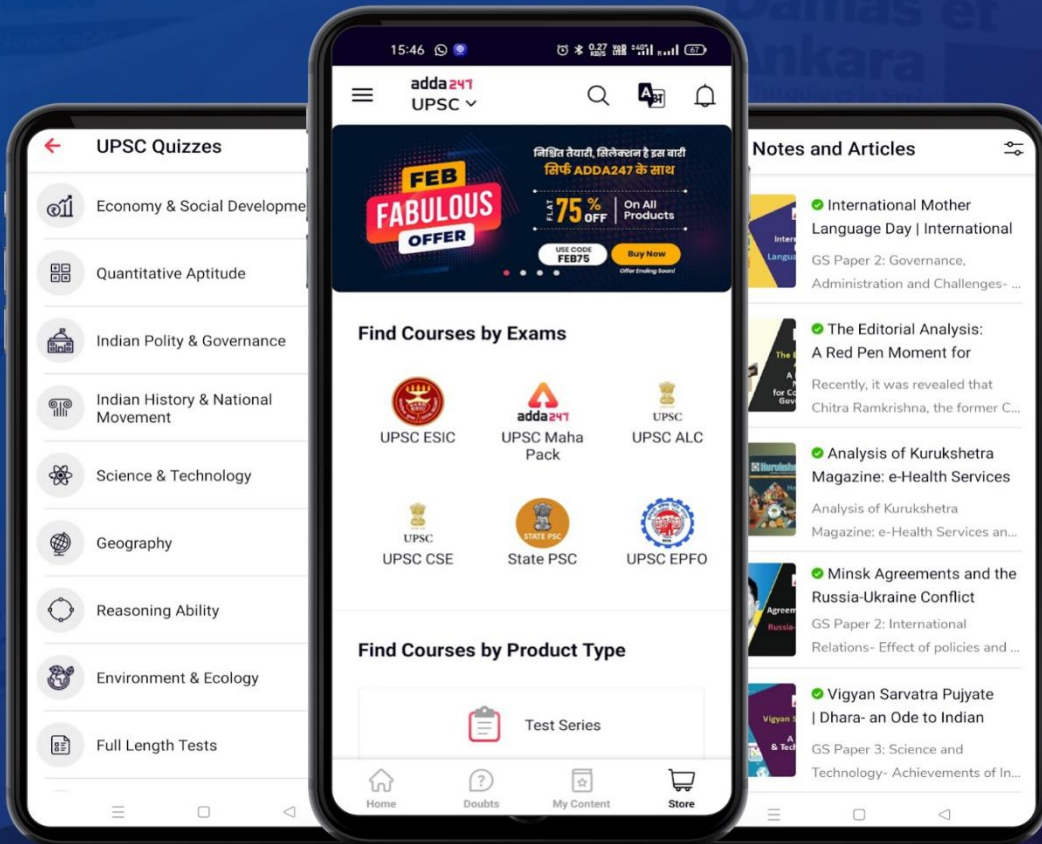 Damas et
Ankara
UPSC Quizzes
Economy & Social Developme
Quantitative Aptitude
Indian Polity & Governance
Indian History & National
Movement
Science & Technology
Geography
Reasoning Ability
Environment & Ecology
Full Length Tests
15:46
0.27
KB/S
4G
R
67
adda247
UPSC
A अ
FEB
FABULOUS
OFFER
निश्चित तैयारी, सिलेक्शन है इस बारी
सिर्फ ADDA247 के साथ
FLAT 75% OFF
On All
Products
USE CODE
FEB75
Buy Now
Offer Ending Soon!
Find Courses by Exams
UPSC ESIC
adda247
UPSC Maha
Pack
UPSC
UPSC ALC
UPSC
UPSC CSE
STATE PSC
State PSC
UPSC EPFO
Find Courses by Product Type
Test Series
Home
Doubts
My Content
Store
Notes and Articles
International Mother
Language Day | International
GS Paper 2: Governance,
Administration and Challenges- ...
The Editorial Analysis:
A Red Pen Moment for
Recently, it was revealed that
Chitra Ramkrishna, the former C...
Analysis of Kurukshetra
Magazine: e-Health Services
Analysis of Kurukshetra
Magazine: e-Health Services an...
Minsk Agreements and the
Russia-Ukraine Conflict
GS Paper 2: International
Relations- Effect of policies and ...
Vigyan Sarvatra Pujyate
| Dhara- an Ode to Indian
GS Paper 3: Science and
Technology- Achievements of In...